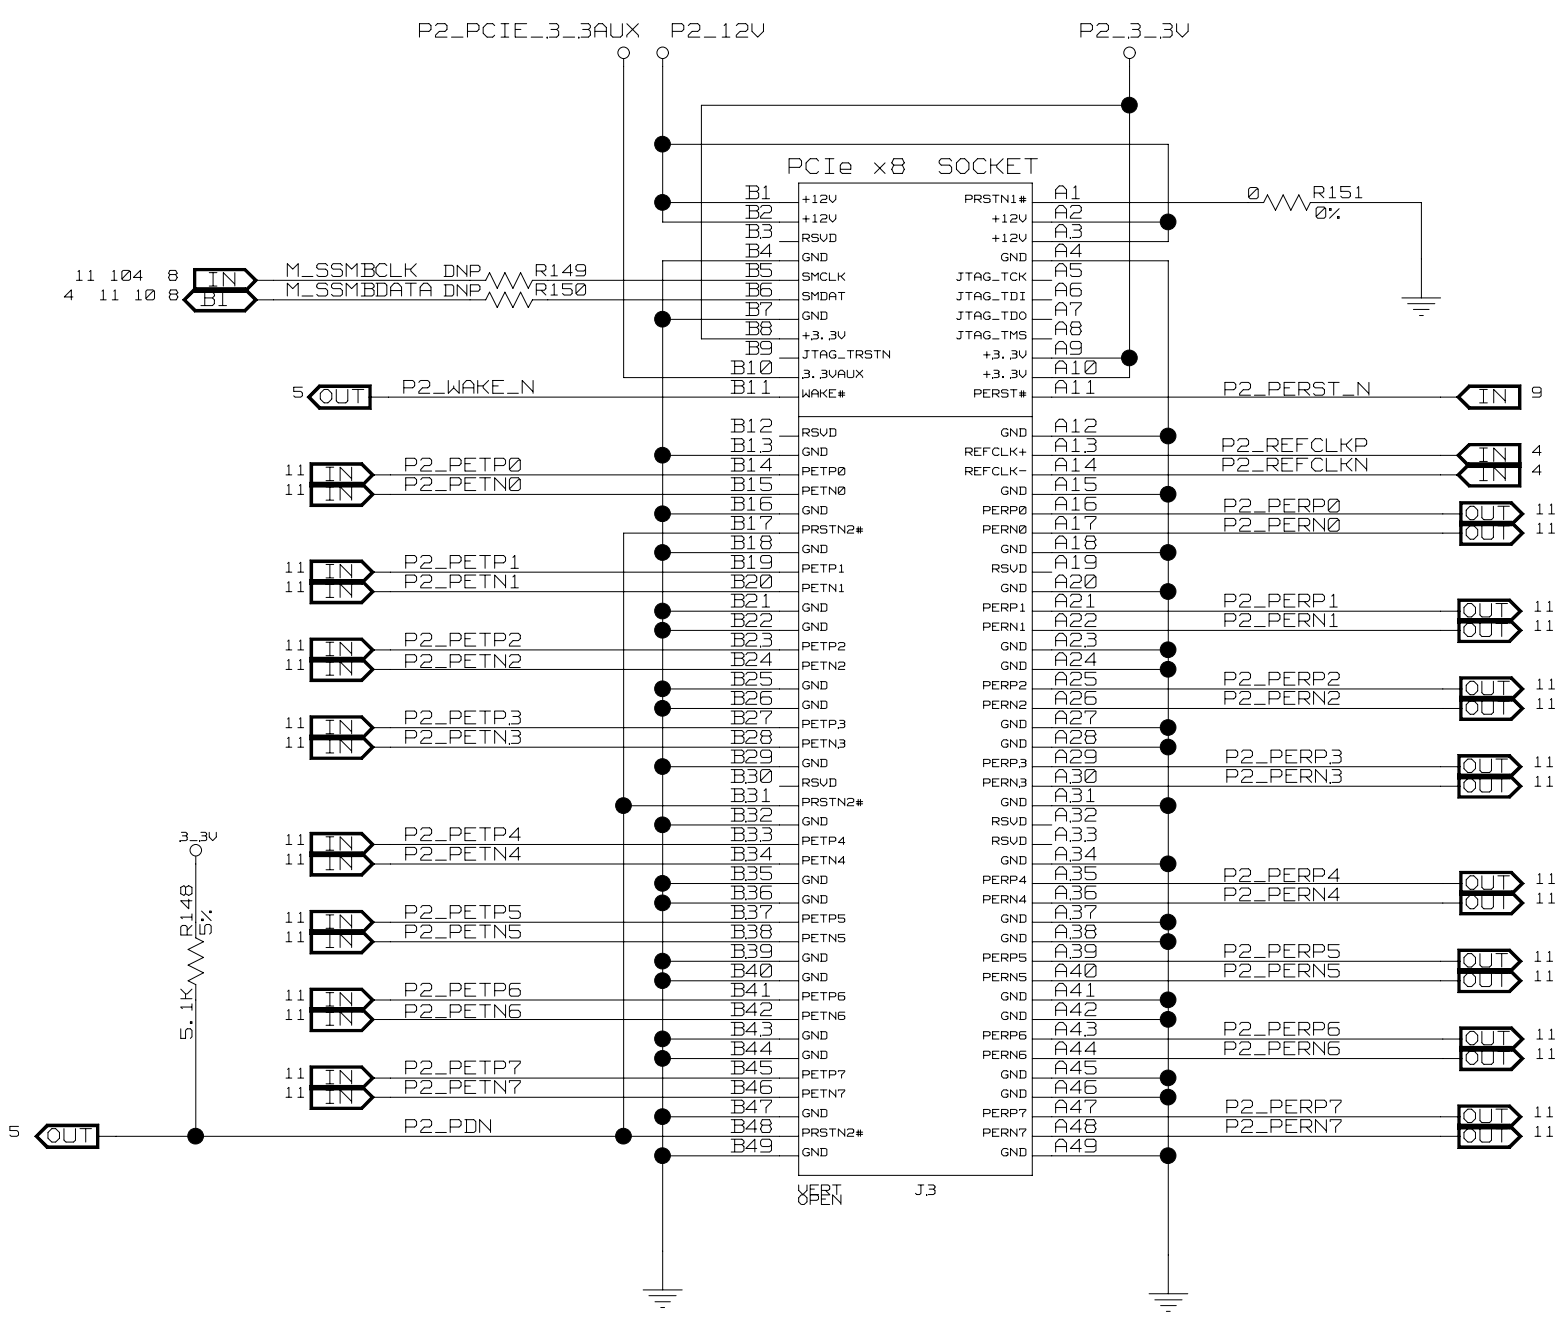 P2_PCIE_3_3AUX P2_12V P2_3_3V
PCIe x8 SOCKET
B1 +12V PRSTN1# A1 0 R151
0%
B2 +12V +12V A2
B3 RSVD +12V A3
B4 GND GND A4
11 104 8 IN M_SSMBCLK DNP R149 B5 SMCLK JTAG_TCK A5
4 11 10 8 BI M_SSMBDATA DNP R150 B6 SMDAT JTAG_TDI A6
B7 GND JTAG_TDO A7
B8 +3.3V JTAG_TMS A8
B9 JTAG_TRSTN +3.3V A9
B10 3.3VAUX +3.3V A10
5 OUT P2_WAKE_N B11 WAKE# PERST# A11 P2_PERST_N IN 9
B12 RSVD GND A12
B13 GND REFCLK+ A13 P2_REFCLKP IN 4
11 IN P2_PETP0 B14 PETP0 REFCLK- A14 P2_REFCLKN IN 4
11 IN P2_PETN0 B15 PETN0 GND A15
B16 GND PERP0 A16 P2_PERP0 OUT 11
B17 PRSTN2# PERN0 A17 P2_PERN0 OUT 11
B18 GND GND A18
11 IN P2_PETP1 B19 PETP1 RSVD A19
11 IN P2_PETN1 B20 PETN1 GND A20
B21 GND PERP1 A21 P2_PERP1 OUT 11
B22 GND PERN1 A22 P2_PERN1 OUT 11
11 IN P2_PETP2 B23 PETP2 GND A23
11 IN P2_PETN2 B24 PETN2 GND A24
B25 GND PERP2 A25 P2_PERP2 OUT 11
B26 GND PERN2 A26 P2_PERN2 OUT 11
11 IN P2_PETP3 B27 PETP3 GND A27
11 IN P2_PETN3 B28 PETN3 GND A28
B29 GND PERP3 A29 P2_PERP3 OUT 11
B30 RSVD PERN3 A30 P2_PERN3 OUT 11
B31 PRSTN2# GND A31
B32 GND RSVD A32
3_3V
11 IN P2_PETP4 B33 PETP4 RSVD A33
11 IN P2_PETN4 B34 PETN4 GND A34
B35 GND PERP4 A35 P2_PERP4 OUT 11
B36 GND PERN4 A36 P2_PERN4 OUT 11
5.1K R148
5%
11 IN P2_PETP5 B37 PETP5 GND A37
11 IN P2_PETN5 B38 PETN5 GND A38
B39 GND PERP5 A39 P2_PERP5 OUT 11
B40 GND PERN5 A40 P2_PERN5 OUT 11
11 IN P2_PETP6 B41 PETP6 GND A41
11 IN P2_PETN6 B42 PETN6 GND A42
B43 GND PERP6 A43 P2_PERP6 OUT 11
B44 GND PERN6 A44 P2_PERN6 OUT 11
11 IN P2_PETP7 B45 PETP7 GND A45
11 IN P2_PETN7 B46 PETN7 GND A46
B47 GND PERP7 A47 P2_PERP7 OUT 11
5 OUT P2_PDN B48 PRSTN2# PERN7 A48 P2_PERN7 OUT 11
B49 GND GND A49
VERT J3
OPEN